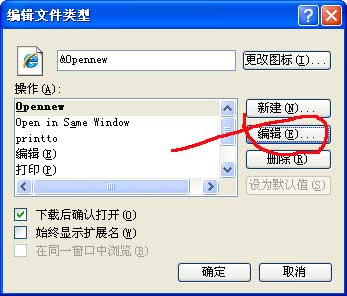 编辑文件类型
&Opennew
更改图标(I)...
操作(A):
Opennew
Open in Same Window
printto
编辑(E)
打印(P)
新建(N)...
编辑(E)...
删除(R)
设为默认值(S)
下载后确认打开(O)
始终显示扩展名(W)
在同一窗口中浏览(B)
确定
取消